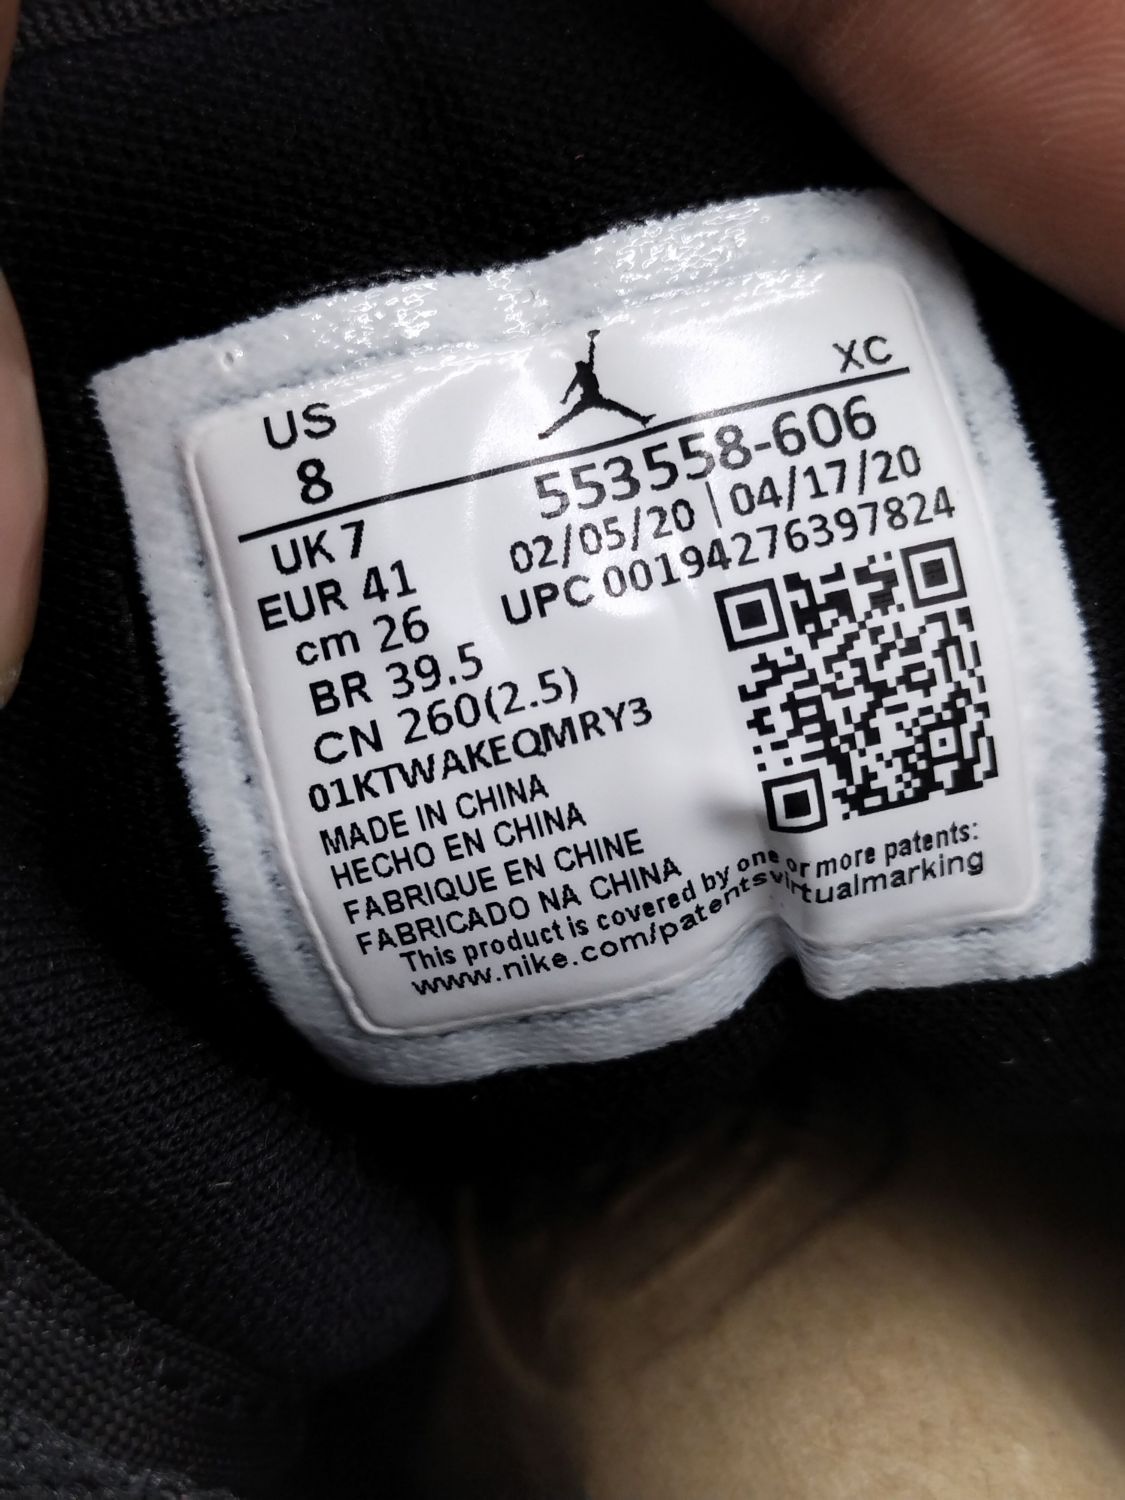 US
8
XC
553558-606
02/05/20 | 04/17/20
UPC 00194276397824
UK 7
EUR 41
cm 26
BR 39.5
CN 260(2.5)
01KTWAKEQMRY3
MADE IN CHINA
HECHO EN CHINA
FABRIQUE EN CHINE
FABRICADO NA CHINA
This product is covered by one or more patents:
www.nike.com/patentsvirtualmarking